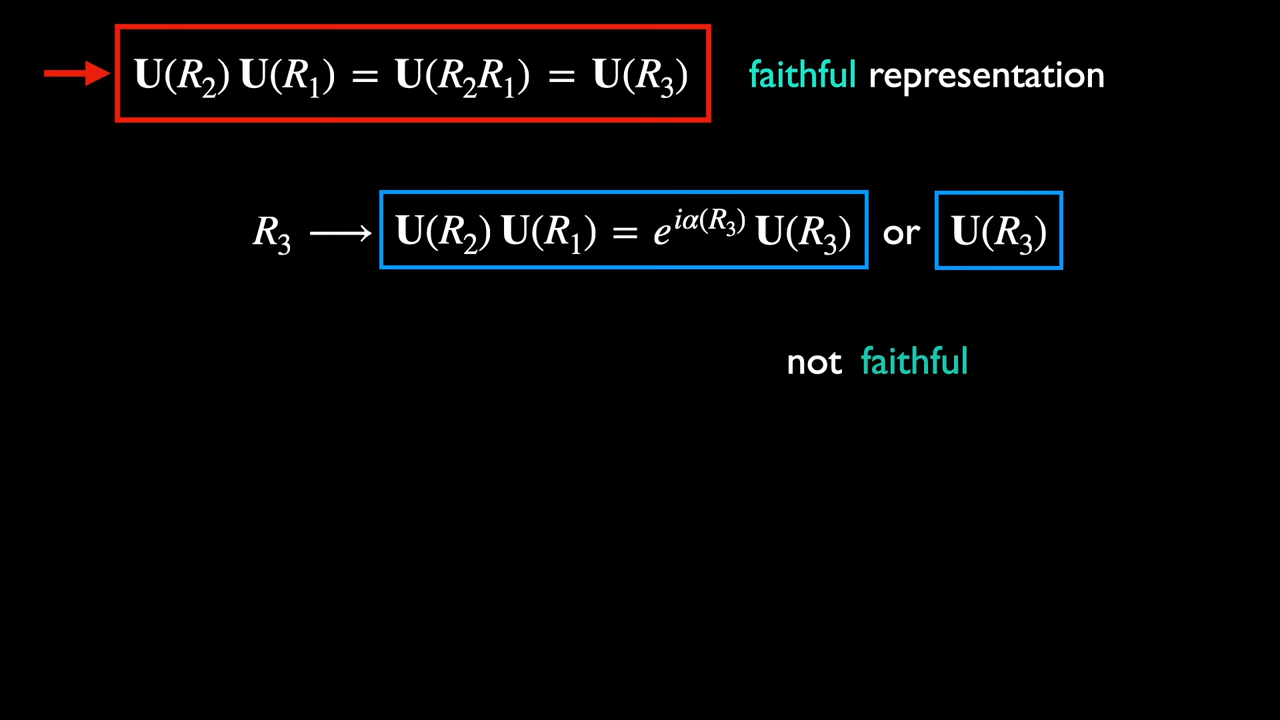 U(R₂) U(R₁) = U(R₂R₁) = U(R₃) faithful representation
R₃ ⟶ U(R₂) U(R₁) = e^{iα(R₃)} U(R₃) or U(R₃)
not faithful